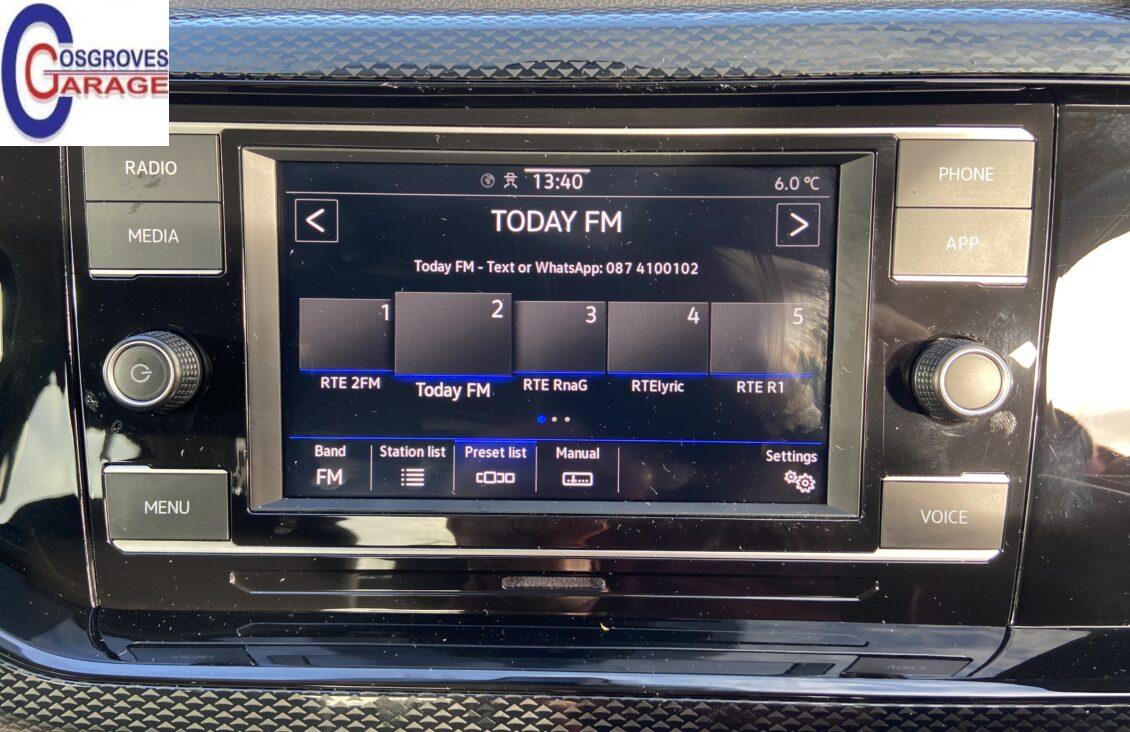 COSGROVES
GARAGE
RADIO
MEDIA
MENU
PHONE
APP
VOICE
13:40
6.0 °C
<
TODAY FM
>
Today FM - Text or WhatsApp: 087 4100102
1
2
3
4
5
RTE 2FM
Today FM
RTE RnaG
RTElyric
RTE R1
Band
FM
Station list
Preset list
Manual
Settings